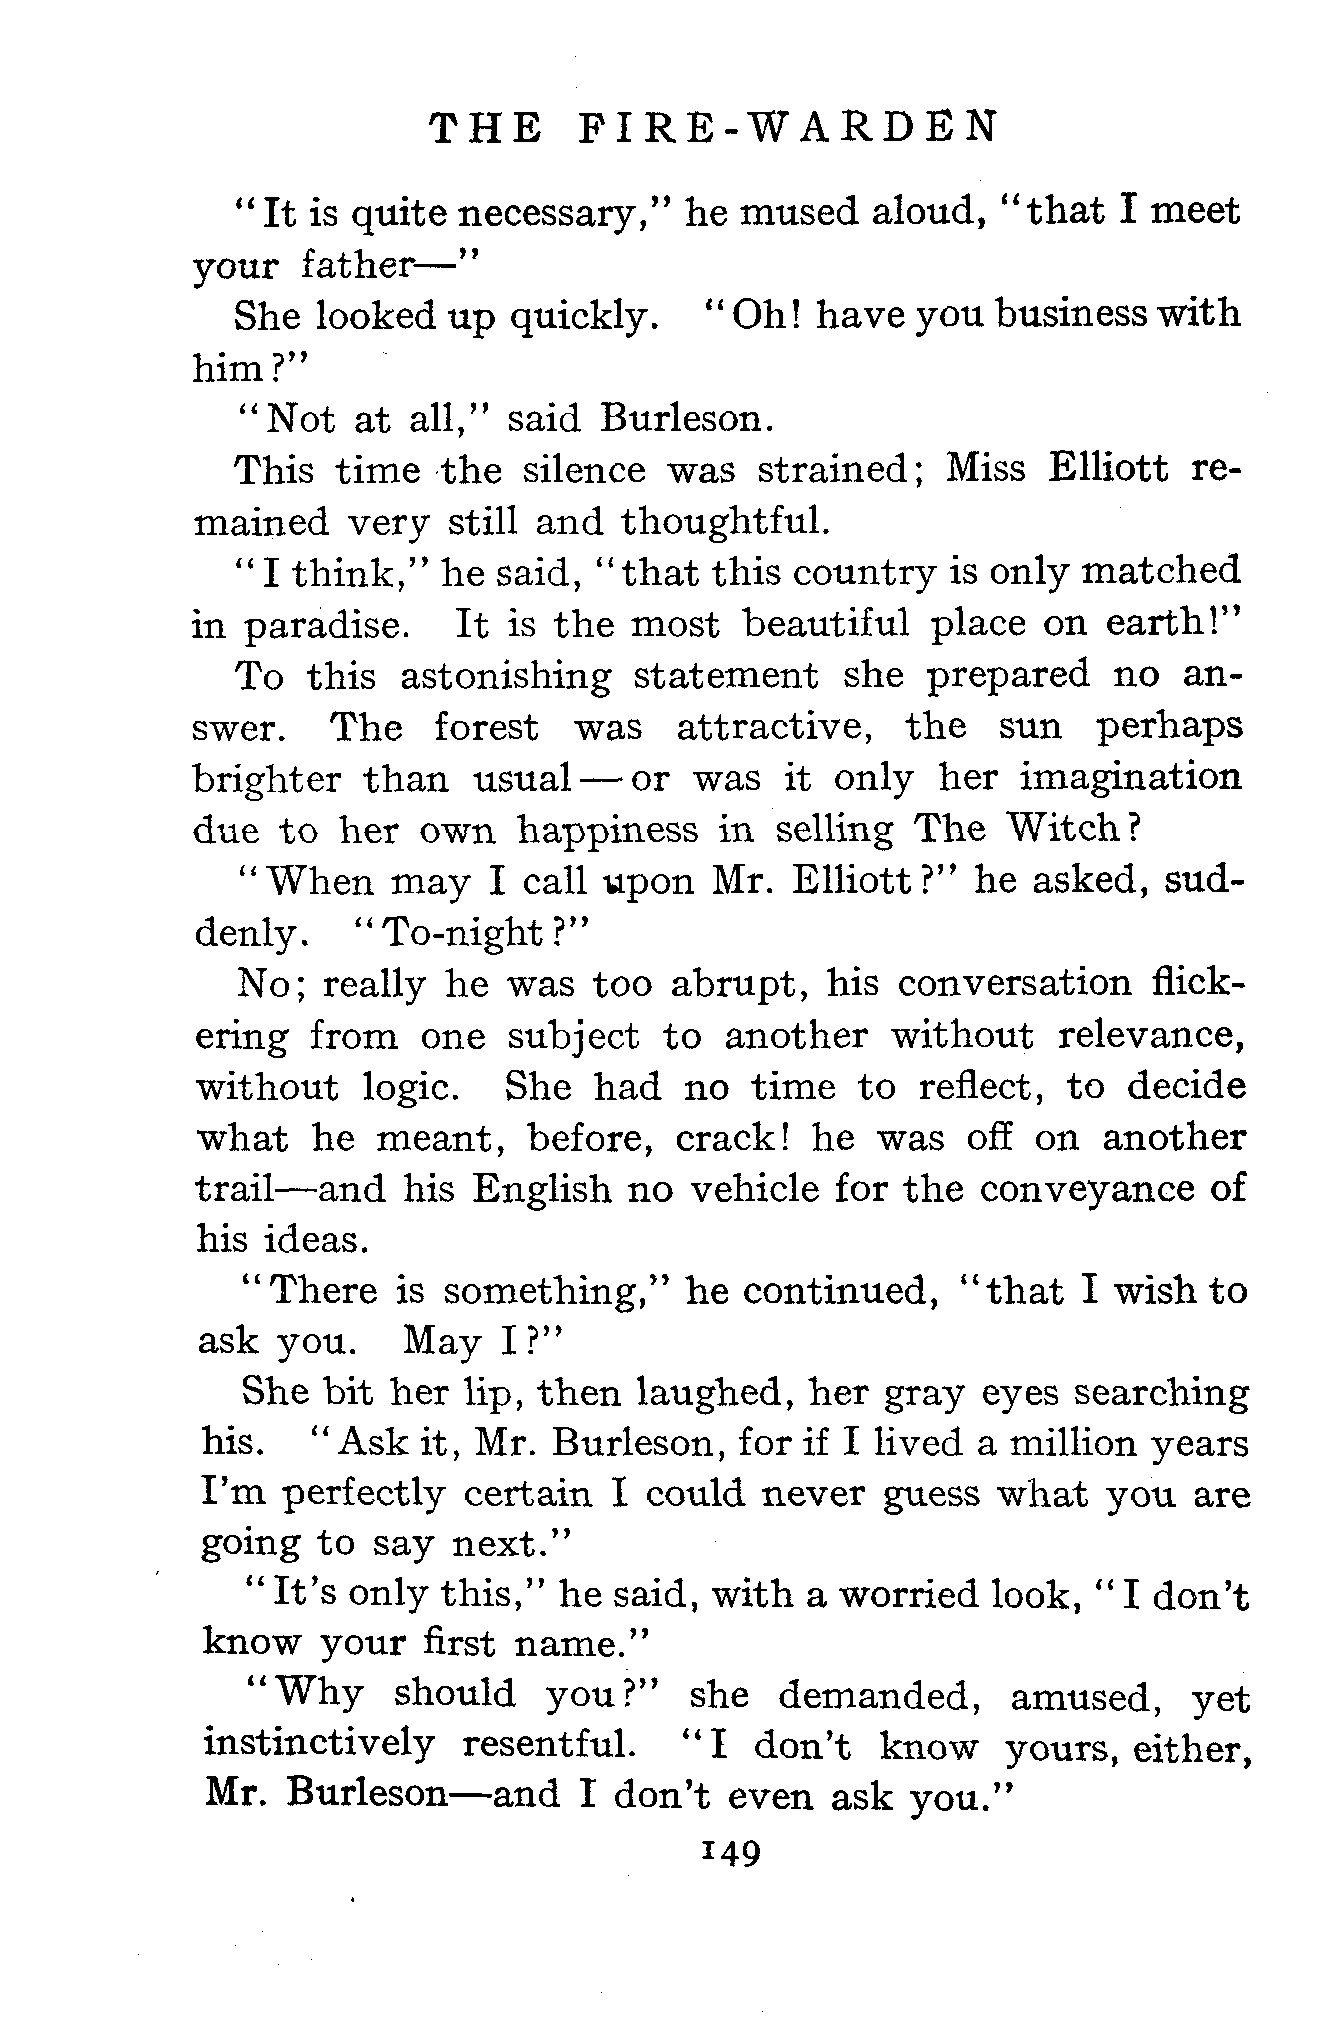 THE FIRE-WARDEN
"It is quite necessary," he mused aloud, "that I meet
your father—"
She looked up quickly. "Oh! have you business with
him?"
"Not at all," said Burleson.
This time the silence was strained; Miss Elliott re-
mained very still and thoughtful.
"I think," he said, "that this country is only matched
in paradise. It is the most beautiful place on earth!"
To this astonishing statement she prepared no an-
swer. The forest was attractive, the sun perhaps
brighter than usual—or was it only her imagination
due to her own happiness in selling The Witch?
"When may I call upon Mr. Elliott?" he asked, sud-
denly. "To-night?"
No; really he was too abrupt, his conversation flick-
ering from one subject to another without relevance,
without logic. She had no time to reflect, to decide
what he meant, before, crack! he was off on another
trail—and his English no vehicle for the conveyance of
his ideas.
"There is something," he continued, "that I wish to
ask you. May I?"
She bit her lip, then laughed, her gray eyes searching
his. "Ask it, Mr. Burleson, for if I lived a million years
I'm perfectly certain I could never guess what you are
going to say next."
"It's only this," he said, with a worried look, "I don't
know your first name."
"Why should you?" she demanded, amused, yet
instinctively resentful. "I don't know yours, either,
Mr. Burleson—and I don't even ask you."
149